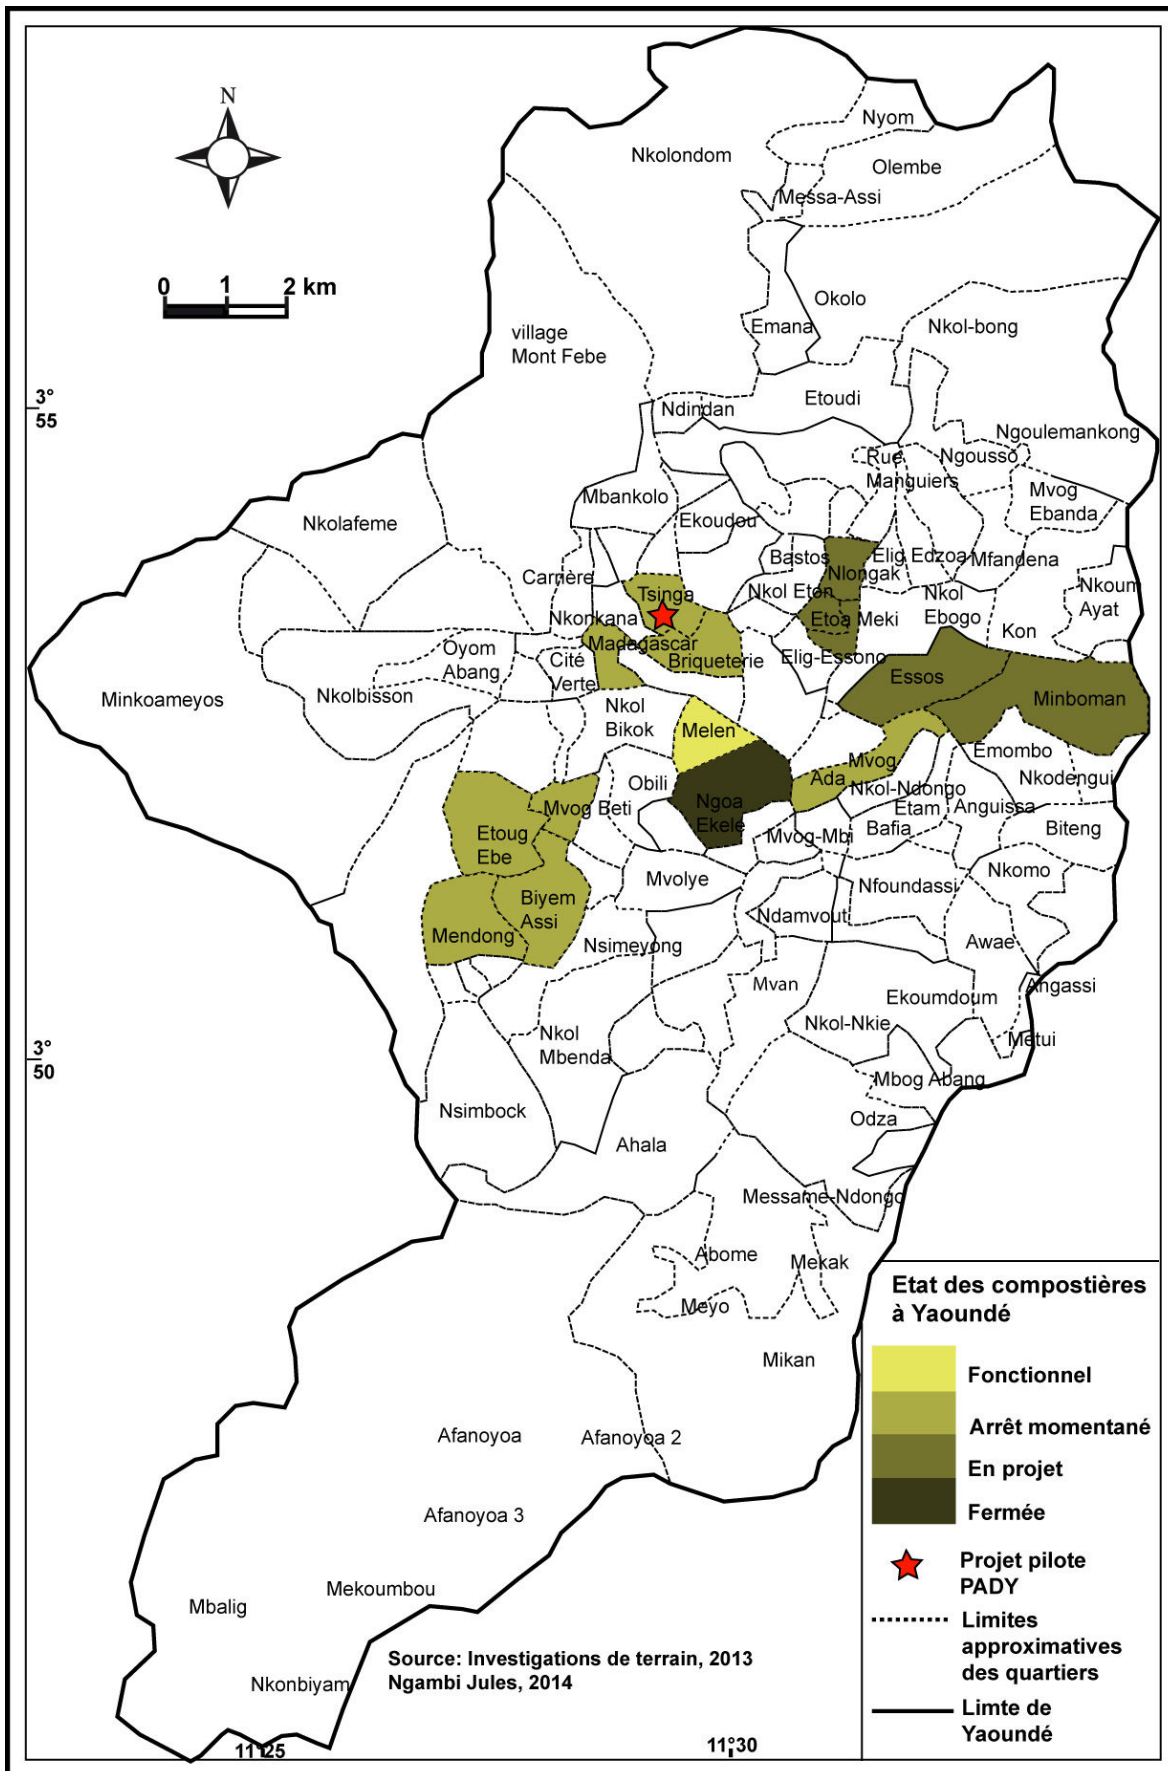 N
0 1 2 km
3°
55
3°
50
11°25
11°30
Nyom
Nkolondom
Olembe
Messa-Assi
Okolo
Emana
Nkol-bong
village
Mont Febe
Etoudi
Ndindan
Ngoulemankong
Rue
Manguiers
Ngousso
Mvog
Ebanda
Mbankolo
Ekoudou
Nkolafeme
Bastos
Elig Edzoa
Mfandena
Carnère
Tsinga
Nlongak
Nkol Eton
Nkol
Ebogo
Nkoum
Ayat
Nkonkana
Etoa Meki
Kon
Madagascar
Oyom
Abang
Cité
Verte
Briqueterie
Elig-Essono
Essos
Minkoameyos
Nkolbisson
Minboman
Nkol
Bikok
Melen
Emombo
Mvog
Ada
Obili
Nkol-Ndongo
Nkodengui
Mvog Beti
Ngoa
Ekele
Etam
Anguissa
Etoug
Ebe
Mvog-Mbi
Bafia
Biteng
Mvolye
Nfoundassi
Nkomo
Biyem
Assi
Ndamvout
Mendong
Nsimeyong
Awae
Mvan
Angassi
Ekoumdoum
Nkol
Mbenda
Nkol-Nkie
Metui
Mbog Abang
Nsimbock
Odza
Ahala
Messame-Ndongo
Abome
Mekak
Meyo
Mikan
Afanoyoa
Afanoyoa 2
Afanoyoa 3
Mekoumbou
Mbalig
Nkonbiyam
Source: Investigations de terrain, 2013
Ngambi Jules, 2014
Etat des compostières
à Yaoundé
Fonctionnel
Arrêt momentané
En projet
Fermée
Projet pilote
PADY
Limites
approximatives
des quartiers
Limte de
Yaoundé